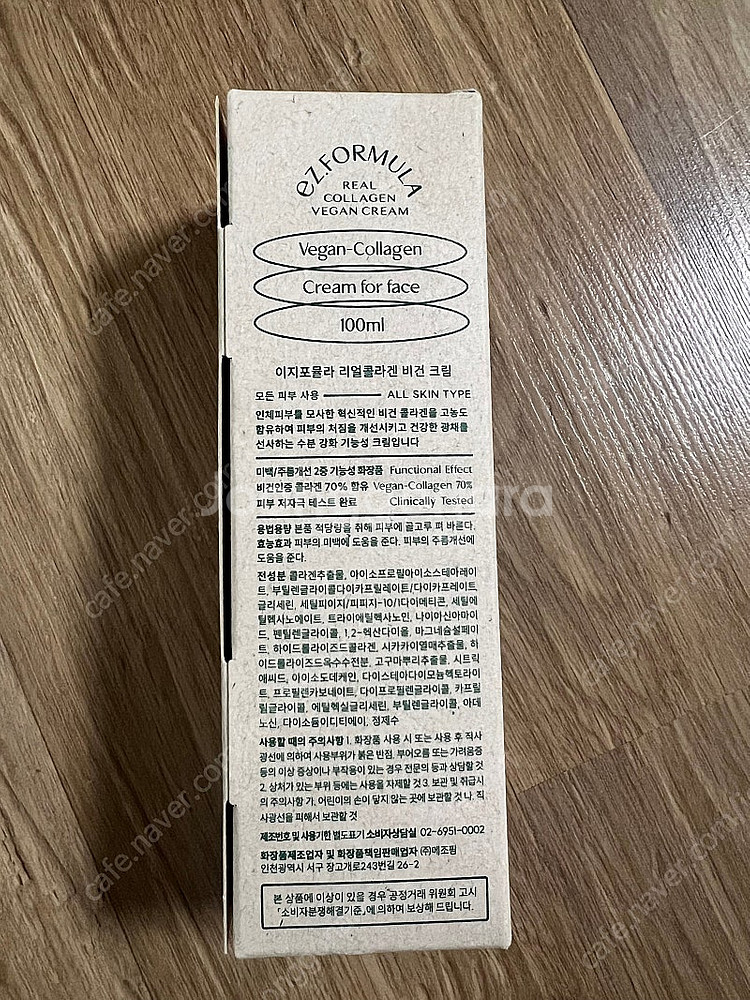 eZ.FORMULA
REAL
COLLAGEN
VEGAN CREAM
Vegan-Collagen
Cream for face
100ml
이지포뮬라 리얼콜라겐 비건 크림
모든 피부 사용 ALL SKIN TYPE
인체피부를 모사한 혁신적인 비건 콜라겐을 고농도
함유하여 피부의 처짐을 개선시키고 건강한 광채를
선사하는 수분 강화 기능성 크림입니다
미백/주름개선 2중 기능성 화장품 Functional Effect
비건인증 콜라겐 70% 함유 Vegan-Collagen 70%
피부 저자극 테스트 완료 Clinically Tested
용법용량 본품 적당량을 취해 피부에 골고루 펴 바른다.
효능효과 피부의 미백에 도움을 준다. 피부의 주름개선에
도움을 준다.
전성분 콜라겐추출물, 아이소프로필아이소스테아레이
트, 부틸렌글라이콜다이카프릴레이트/다이카프레이트,
글리세린, 세틸피이지/피피지-10/1다이메티콘, 세틸에
틸헥사노에이트, 트라이에틸헥사노인, 나이아신아마이
드, 펜틸렌글라이콜, 1,2-헥산다이올, 마그네슘설페이
트, 하이드롤라이즈드콜라겐, 시카카이열매추출물, 하
이드롤라이즈드옥수수전분, 고구마뿌리추출물, 시트릭
애씨드, 아이소도데케인, 다이스테아다이모늄헥토라이
트, 프로필렌카보네이트, 다이프로필렌글라이콜, 카프릴
릴글라이콜, 에틸헥실글리세린, 부틸렌글라이콜, 아데
노신, 다이소듐이디티에이, 정제수
사용할 때의 주의사항 1. 화장품 사용 시 또는 사용 후 직사
광선에 의하여 사용부위가 붉은 반점, 부어오름 또는 가려움증
등의 이상 증상이나 부작용이 있는 경우 전문의 등과 상담할 것
2. 상처가 있는 부위 등에는 사용을 자제할 것 3. 보관 및 취급시
의 주의사항 가. 어린이의 손이 닿지 않는 곳에 보관할 것 나. 직
사광선을 피해서 보관할 것
제조번호 및 사용기한 별도표기 소비자상담실 02-6951-0002
화장품제조업자 및 화장품책임판매업자 (주)메조핌
인천광역시 서구 장고개로243번길 26-2
본 상품에 이상이 있을 경우 공정거래 위원회 고시
「소비자분쟁해결기준」에 의하여 보상해 드립니다.
cafe.naver.com